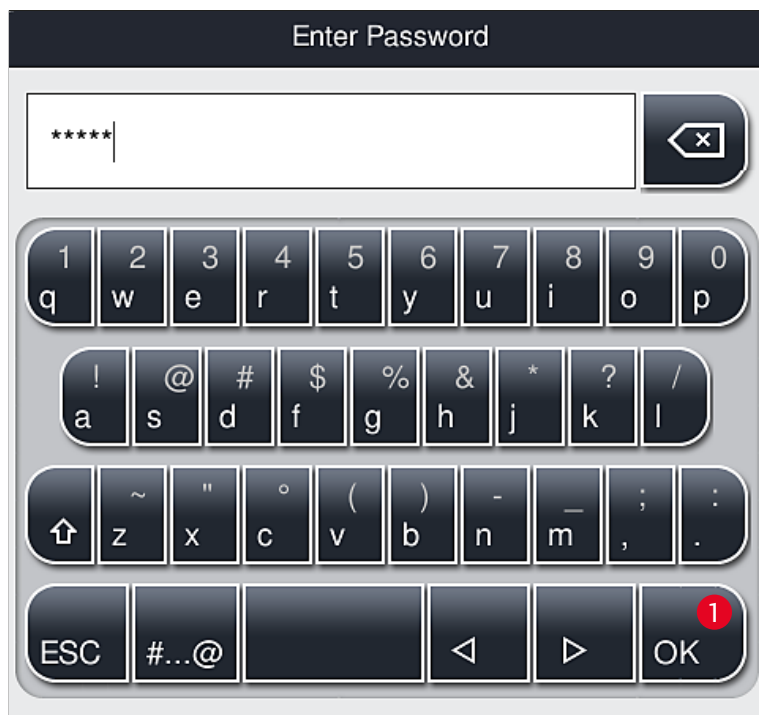 Enter Password
*****
1 2 3 4 5 6 7 8 9 0
q w e r t y u i o p
! @ # $ % & * ? /
a s d f g h j k l
~ " ° ( ) - _ ; :
z x c v b n m , .
1
ESC #...@ OK